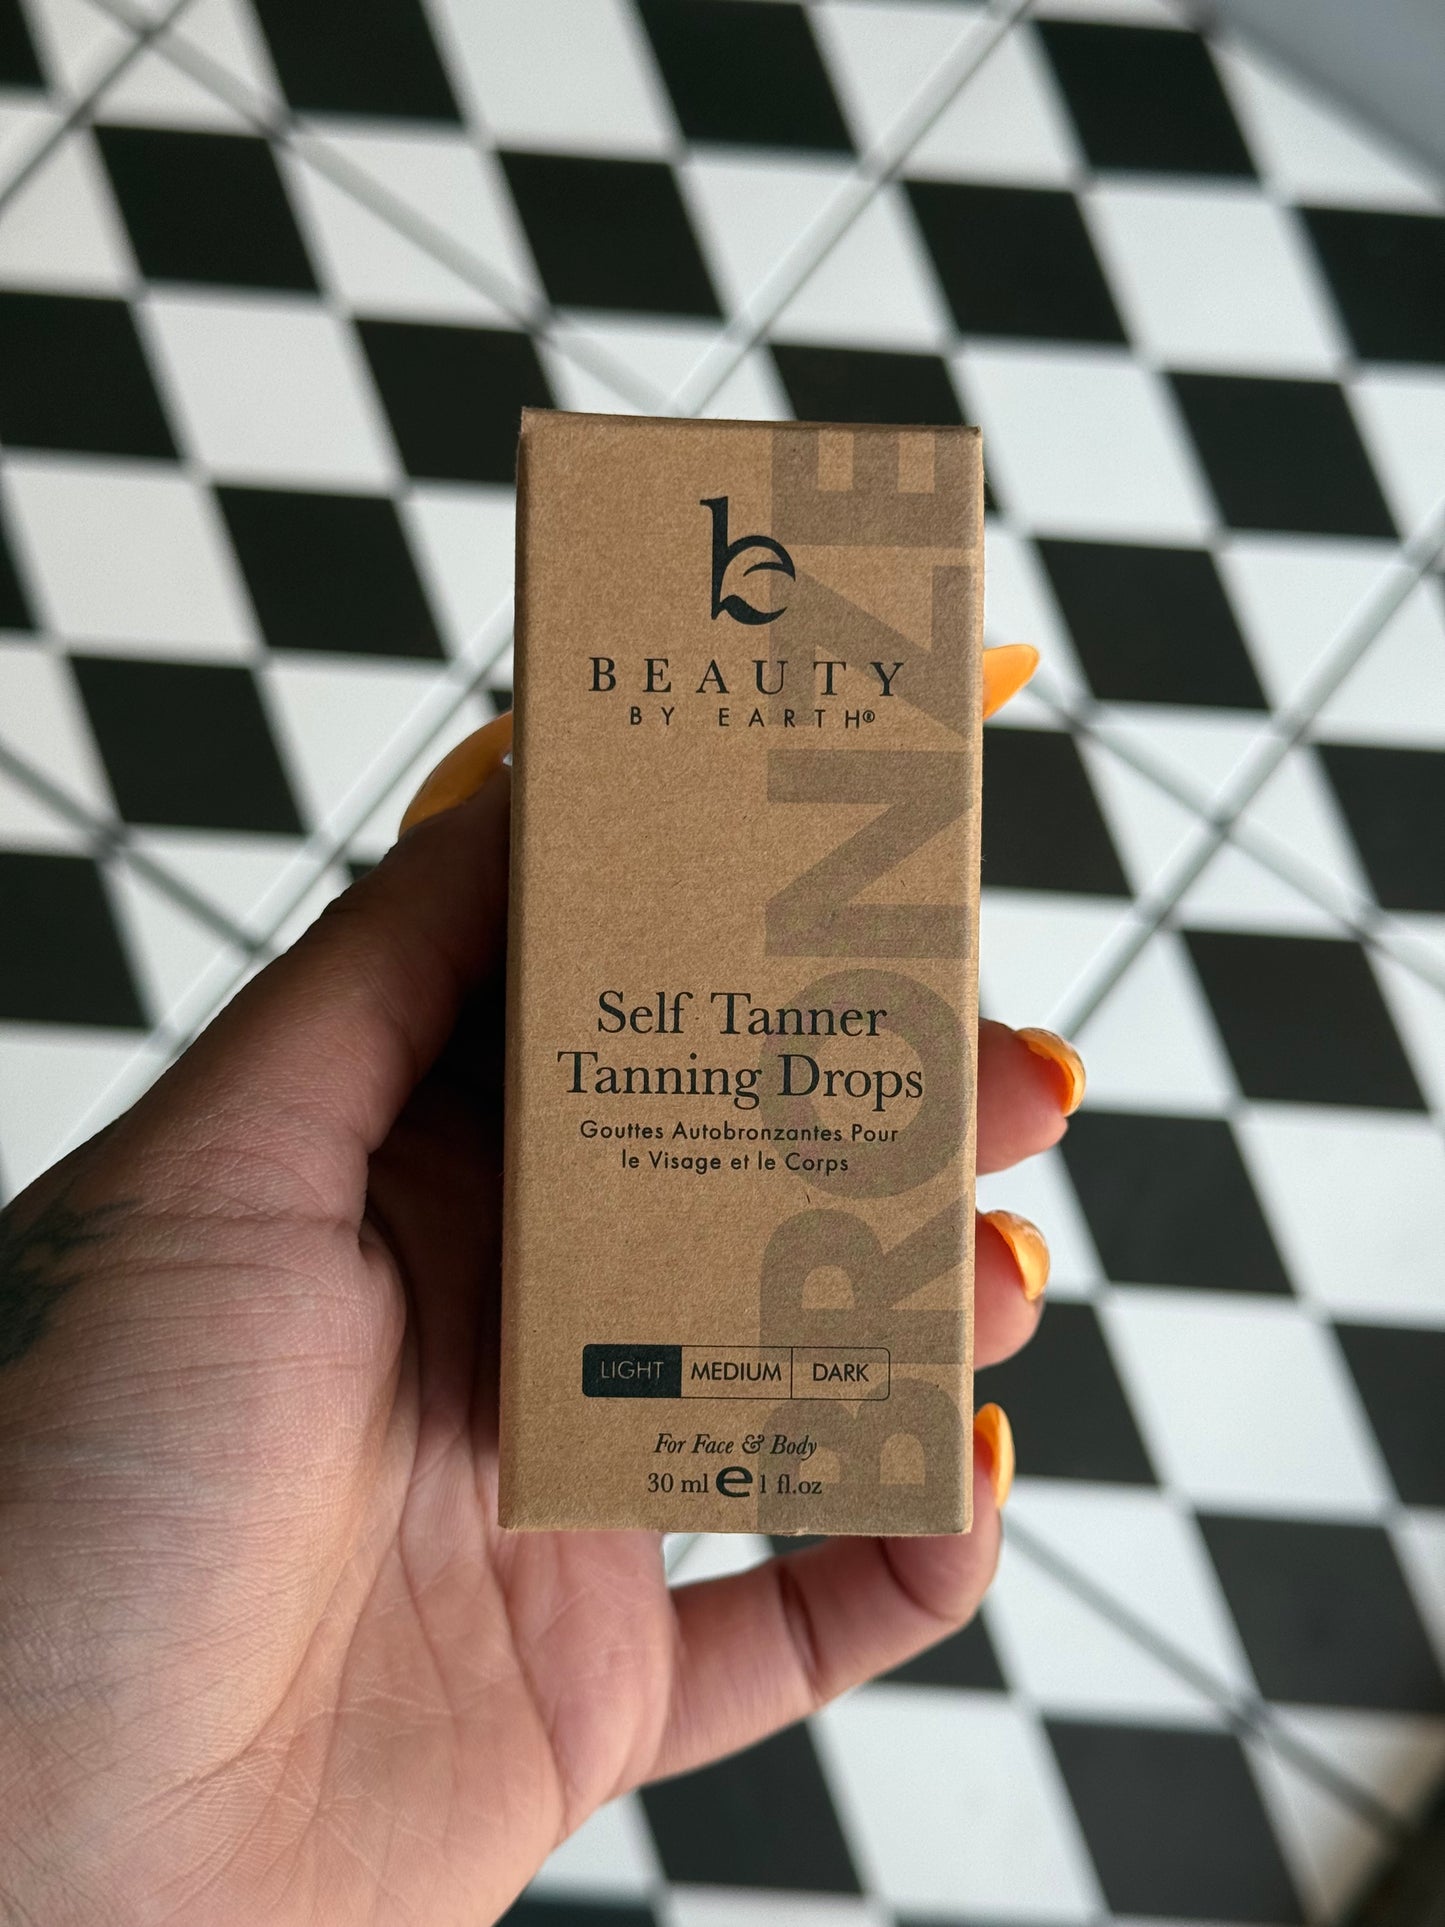 be
BEAUTY
BY EARTH®
BRONZE
Self Tanner
Tanning Drops
Gouttes Autobronzantes Pour
le Visage et le Corps
LIGHT MEDIUM DARK
For Face & Body
30 ml e 1 fl.oz